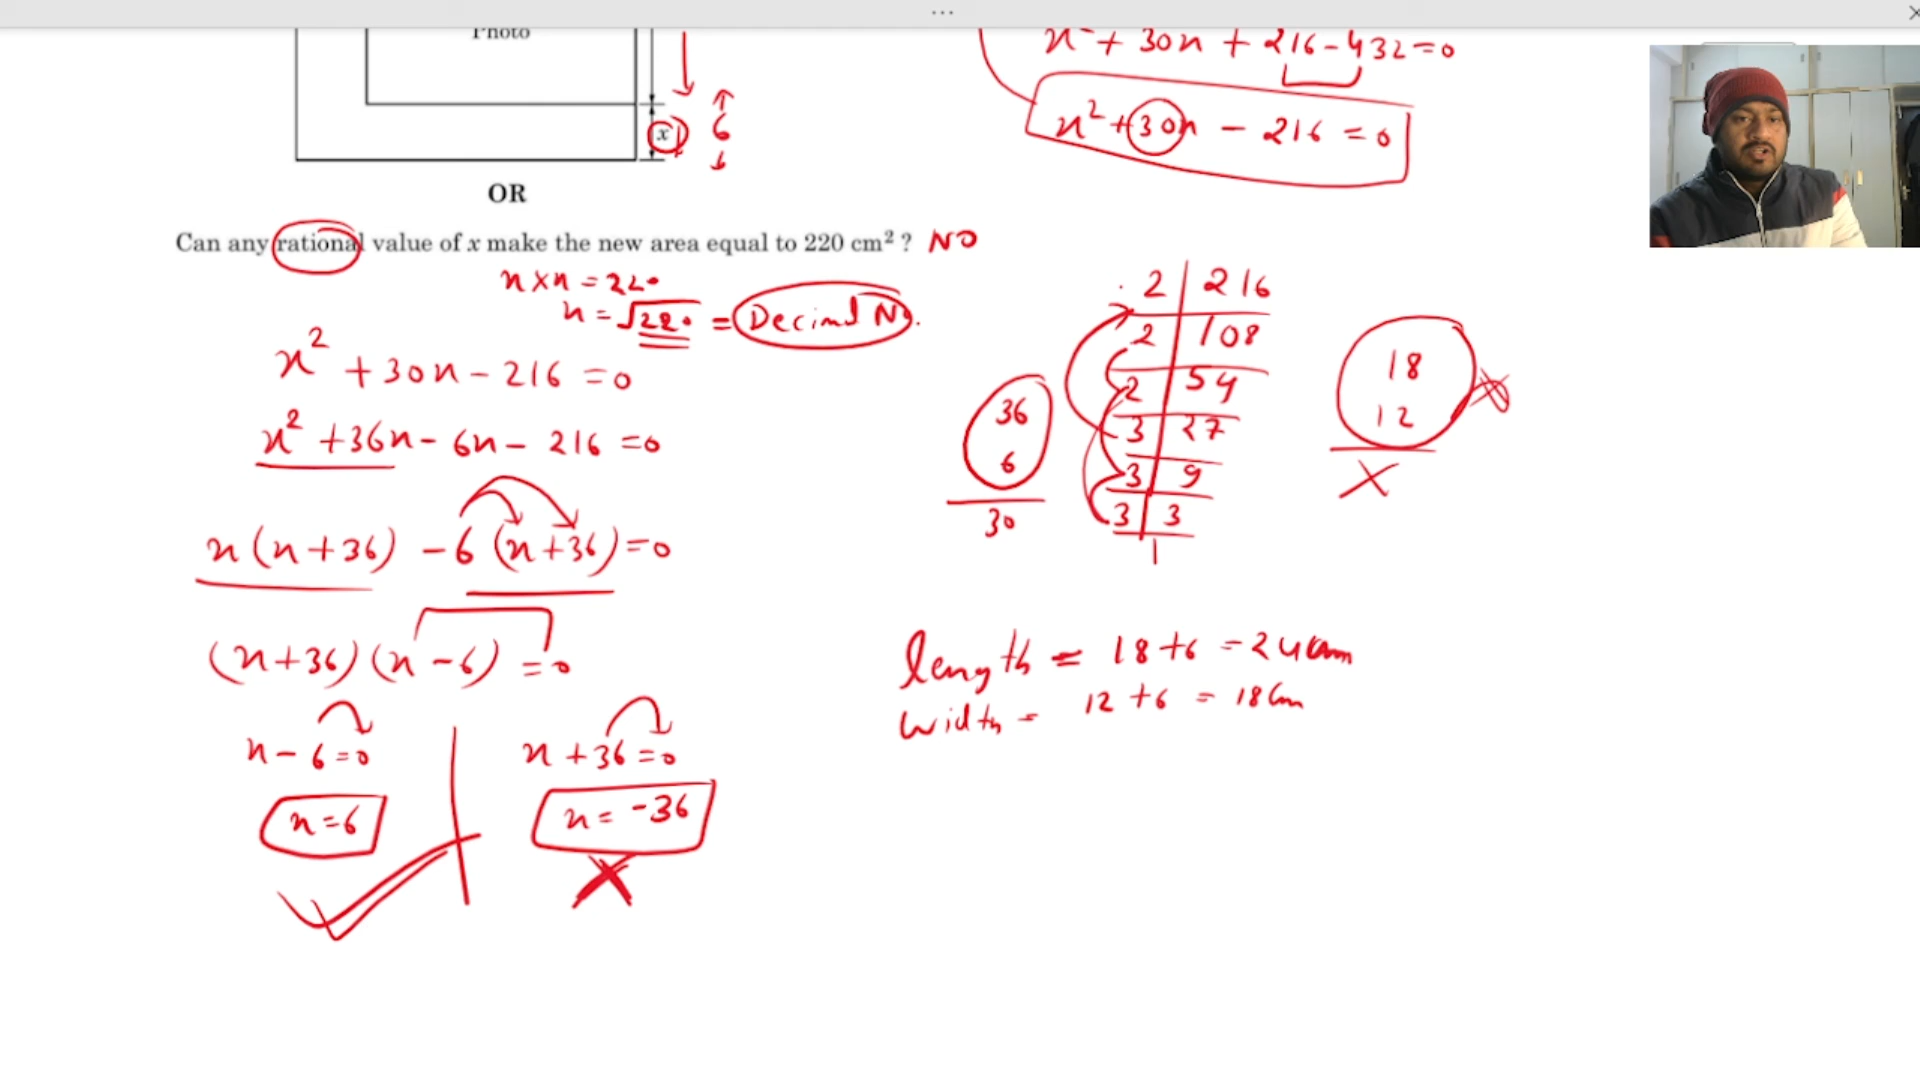 Photo
x² + 30x + 216 - 432 = 0
x² + 30x - 216 = 0
x
6
OR
Can any rational value of x make the new area equal to 220 cm² ? NO
x × x = 220
x = √220 = Decimal No.
x² + 30x - 216 = 0
x² + 36x - 6x - 216 = 0
x(x+36) - 6(x+36) = 0
(x+36)(x-6) = 0
x - 6 = 0
x = 6
x + 36 = 0
x = -36
36
6
30
2 | 216
2 | 108
2 | 54
3 | 27
3 | 9
3 | 3
1
18
12
length = 18+6 = 24cm
width = 12+6 = 18cm